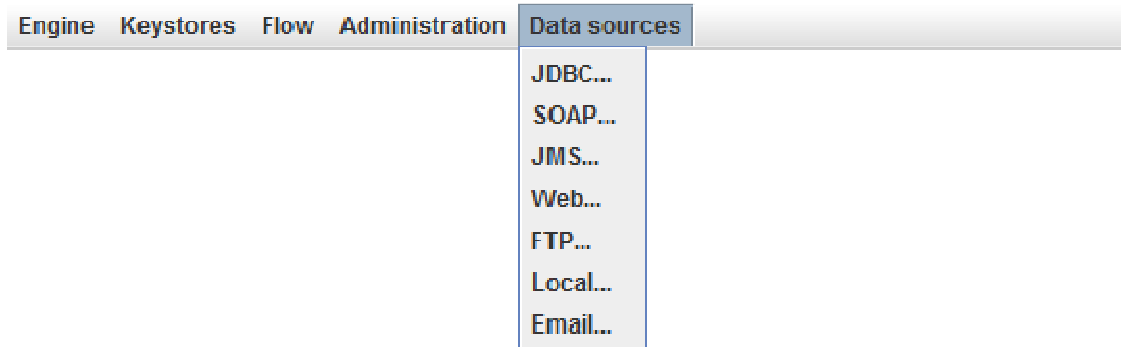 Engine Keystores Flow Administration Data sources
JDBC...
SOAP...
JMS...
Web...
FTP...
Local...
Email...